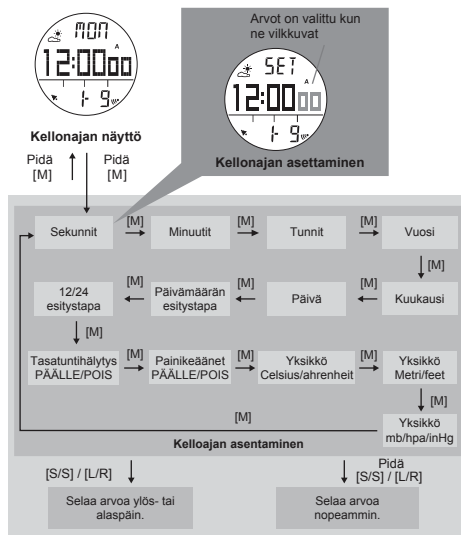 Arvot on valittu kun
ne vilkkuvat
MON
A
12:00 00
1- 9
SET
A
12:00 00
1- 9
Kellonajan näyttö
Kellonajan asettaminen
Pidä
[M]
Pidä
[M]
Sekunnit
[M]
Minuutit
[M]
Tunnit
[M]
Vuosi
[M]
Kuukausi
[M]
Päivä
[M]
Päivämäärän
esitystapa
[M]
12/24
esitystapa
[M]
Tasatuntihälytys
PÄÄLLE/POIS
[M]
Painikeäänet
PÄÄLLE/POIS
[M]
Yksikkö
Celsius/ahrenheit
[M]
Yksikkö
Metri/feet
[M]
Yksikkö
mb/hpa/inHg
[M]
Kelloajan asentaminen
[S/S] / [L/R]
Pidä
[S/S] / [L/R]
Selaa arvoa ylös- tai
alaspäin.
Selaa arvoa
nopeammin.